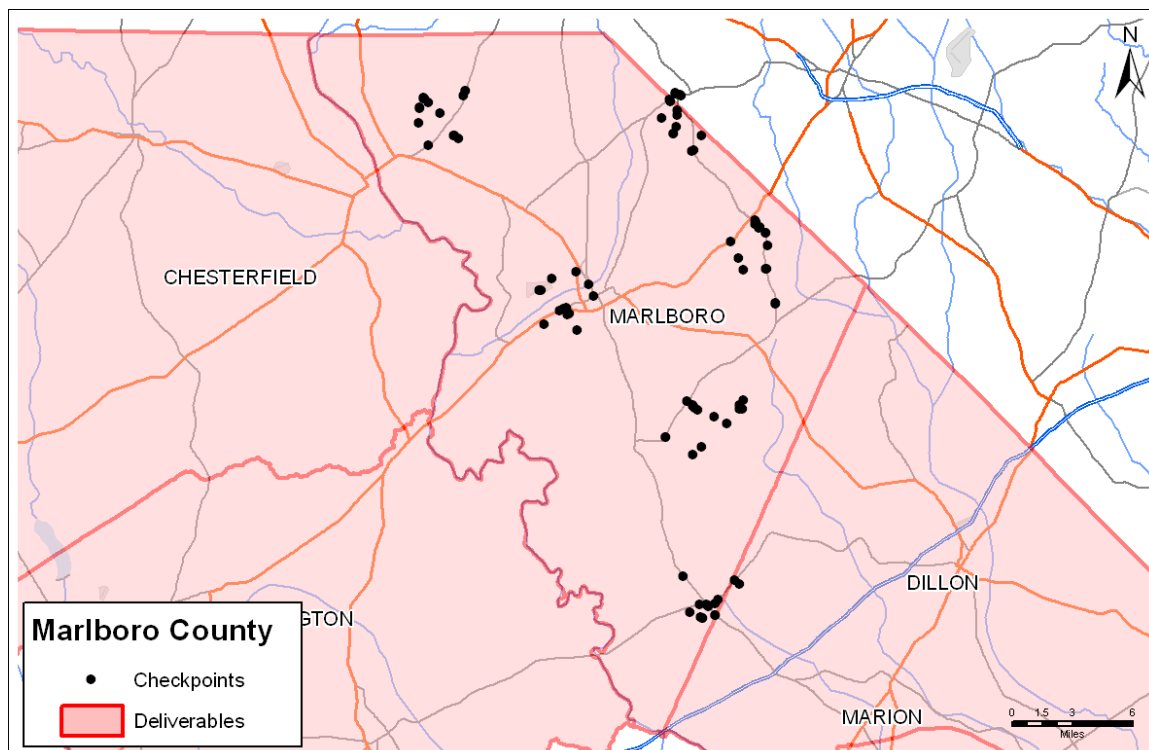 N
CHESTERFIELD
MARLBORO
DILLON
GTON
MARION
Marlboro County
Checkpoints
Deliverables
0 1.5 3 6
Miles